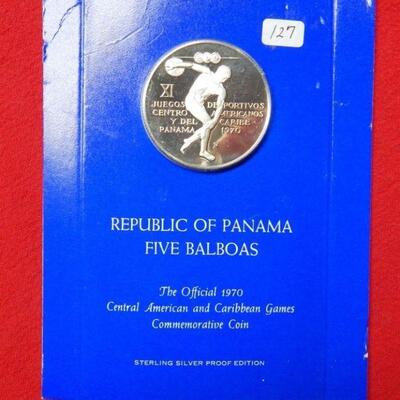 127
XI
JUEGOS DEPORTIVOS
CENTRO AMERICANOS
Y DEL CARIBE
PANAMA 1970
REPUBLIC OF PANAMA
FIVE BALBOAS
The Official 1970
Central American and Caribbean Games
Commemorative Coin
STERLING SILVER PROOF EDITION